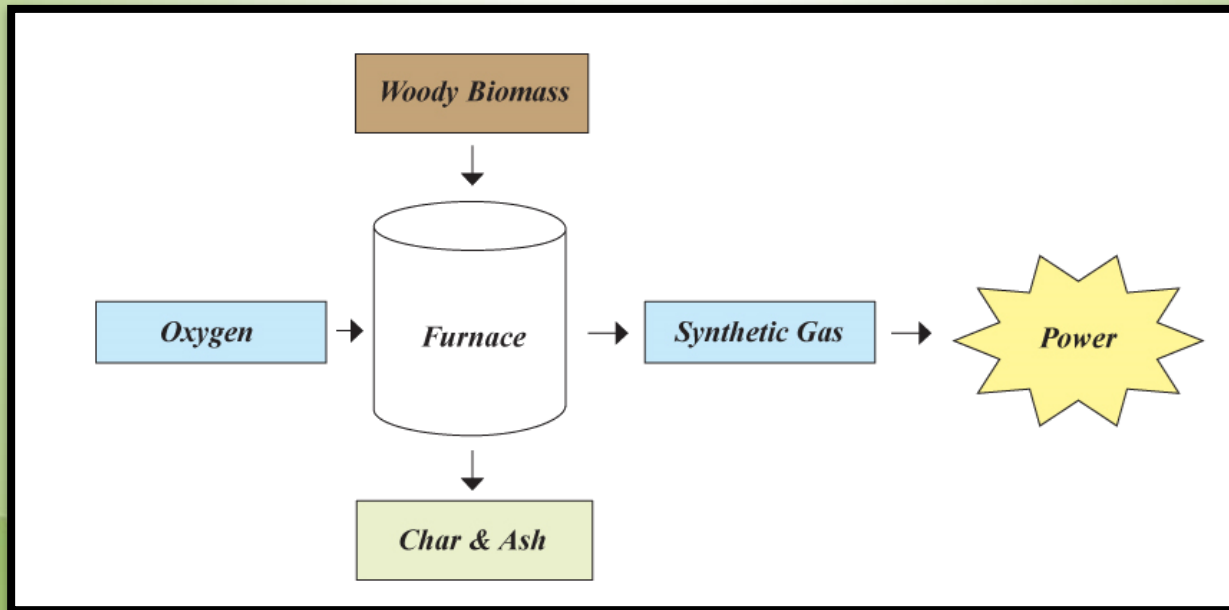 Woody Biomass
Oxygen
Furnace
Synthetic Gas
Power
Char & Ash